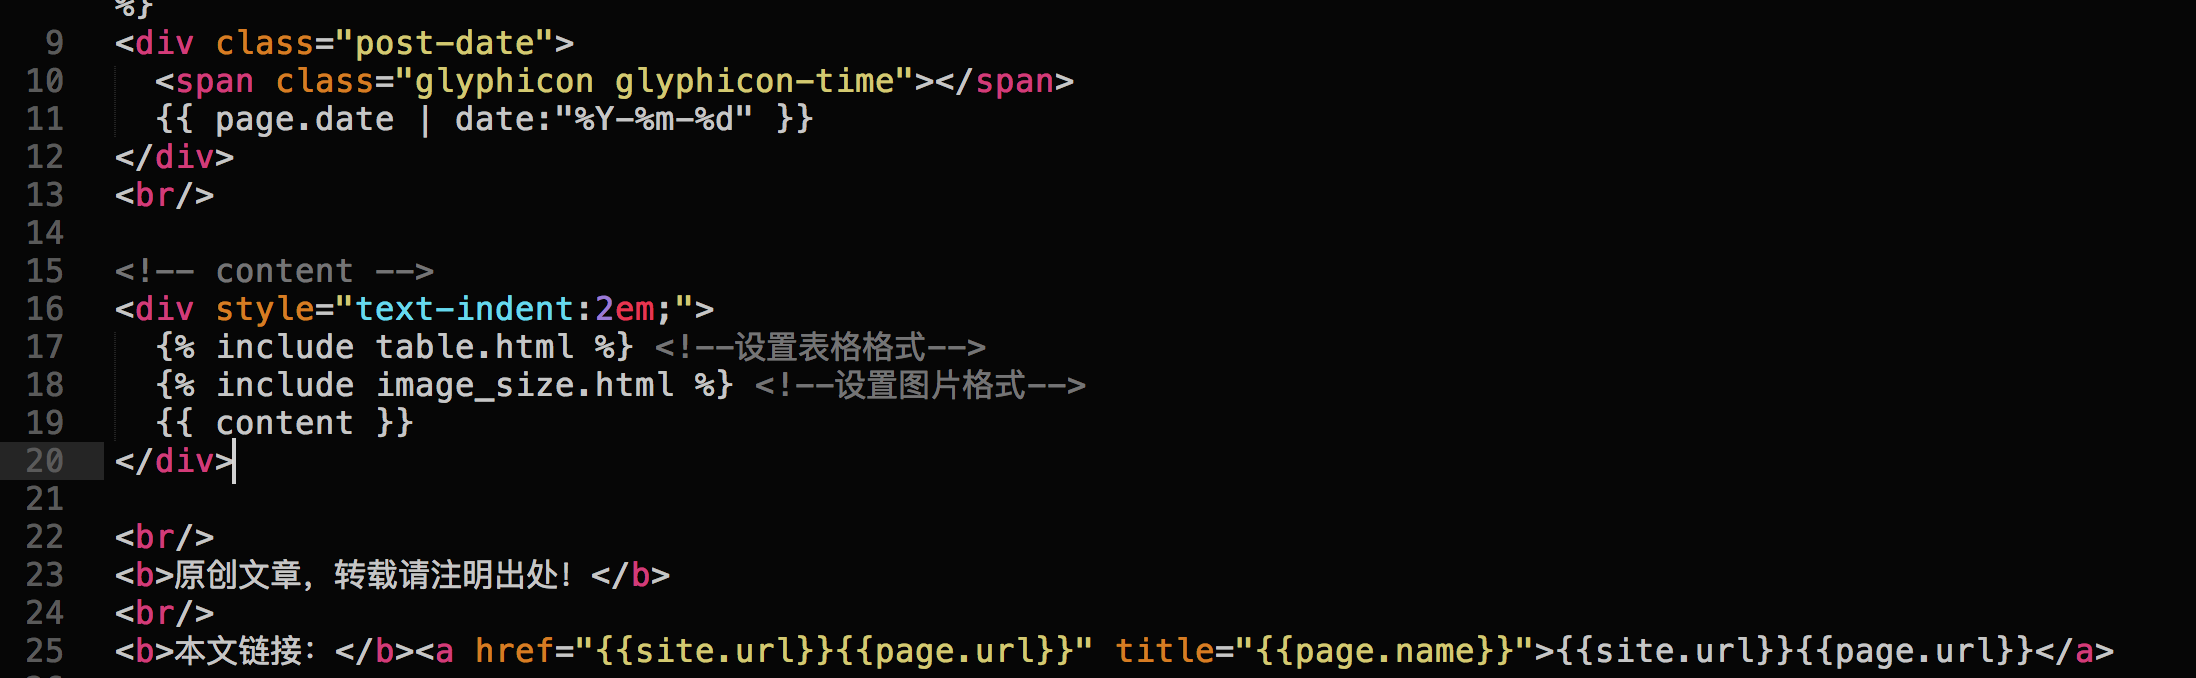 %}
9 <div class="post-date">
10 <span class="glyphicon glyphicon-time"></span>
11 {{ page.date | date:"%Y-%m-%d" }}
12 </div>
13 <br/>
14
15 <!-- content -->
16 <div style="text-indent:2em;">
17 {% include table.html %} <!--设置表格格式-->
18 {% include image_size.html %} <!--设置图片格式-->
19 {{ content }}
20 </div>
21
22 <br/>
23 <b>原创文章，转载请注明出处！</b>
24 <br/>
25 <b>本文链接：</b><a href="{{site.url}}{{page.url}}" title="{{page.name}}">{{site.url}}{{page.url}}</a>